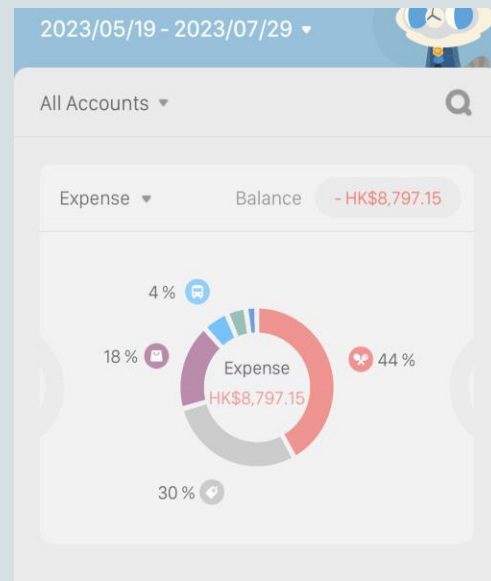 2023/05/19 - 2023/07/29
All Accounts
Expense Balance - HK$8,797.15
4 %
18 %
Expense
44 %
HK$8,797.15
30 %